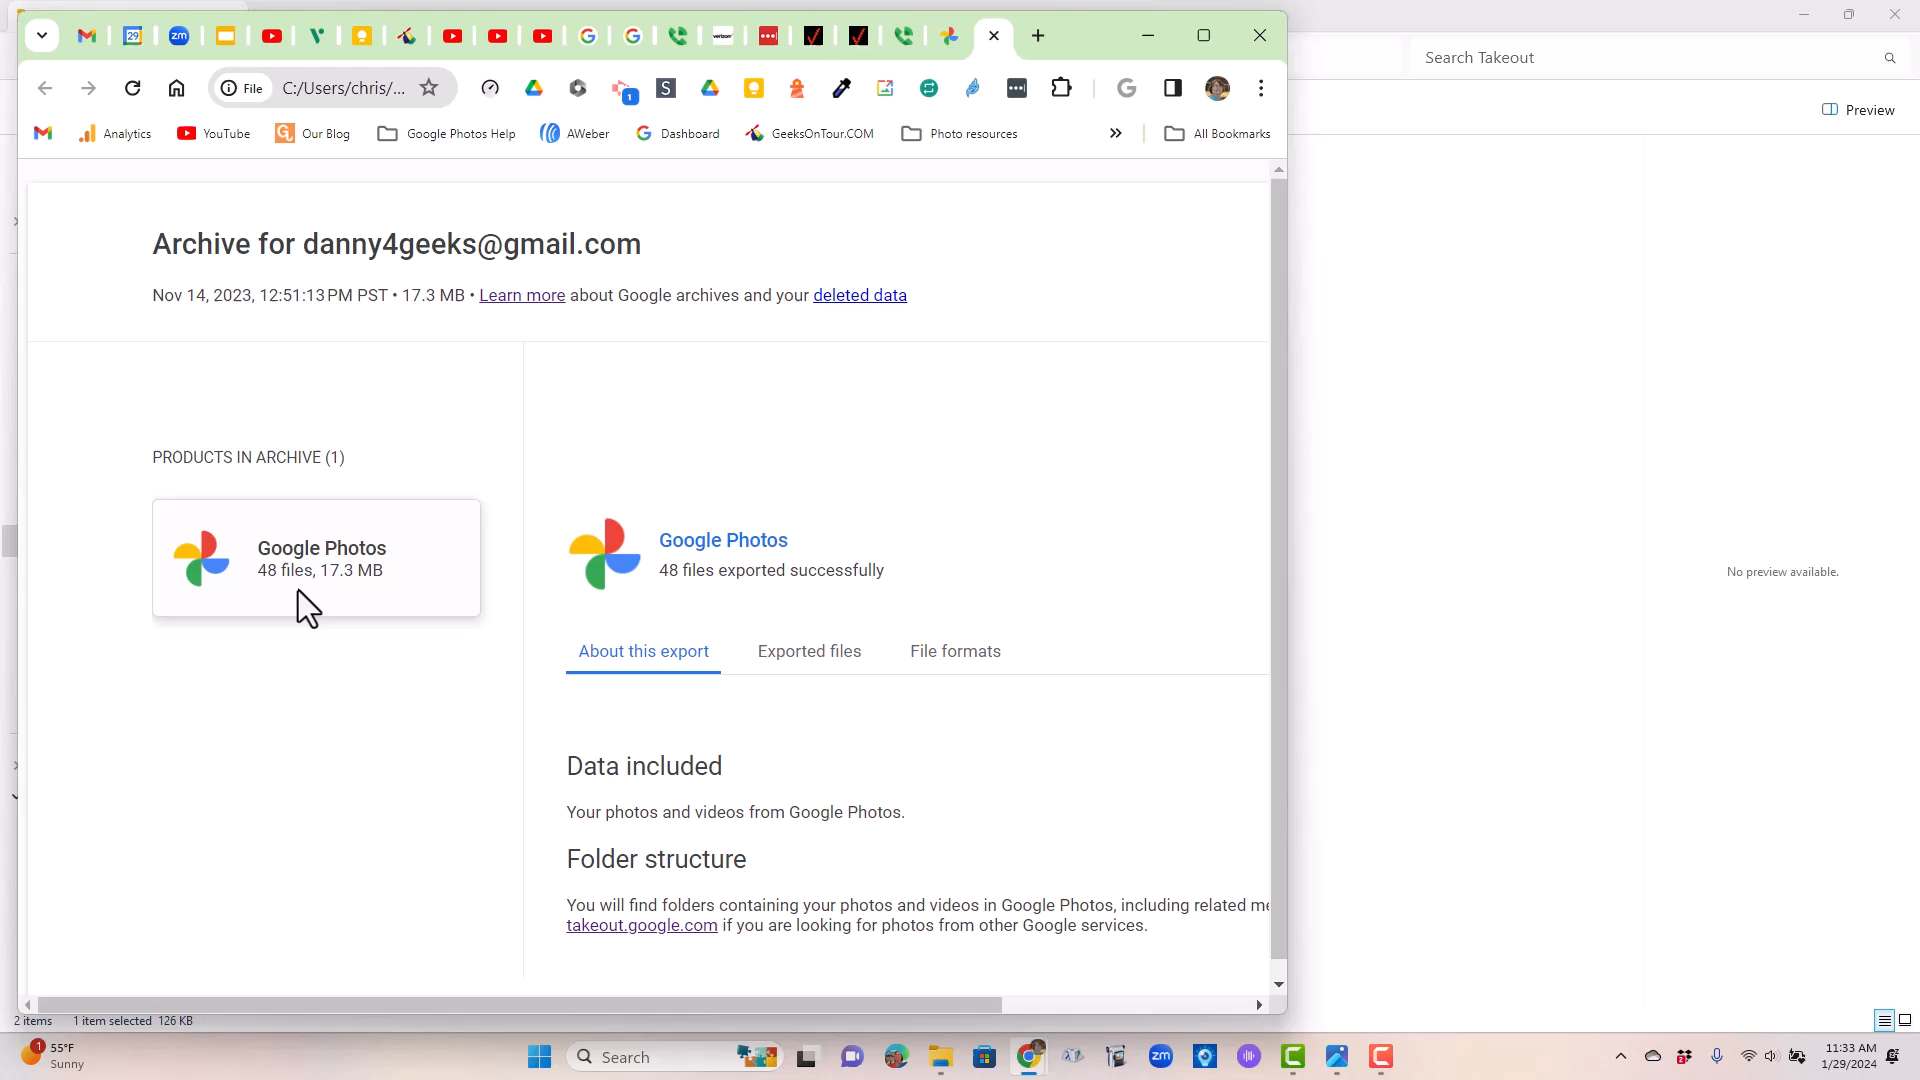 Search Takeout
File
C:/Users/chris/...
Analytics
YouTube
Our Blog
Google Photos Help
AWeber
Dashboard
GeeksOnTour.COM
Photo resources
All Bookmarks
Preview
Archive for danny4geeks@gmail.com
Nov 14, 2023, 12:51:13 PM PST • 17.3 MB • Learn more about Google archives and your deleted data
PRODUCTS IN ARCHIVE (1)
Google Photos
48 files, 17.3 MB
Google Photos
48 files exported successfully
About this export
Exported files
File formats
No preview available.
Data included
Your photos and videos from Google Photos.
Folder structure
You will find folders containing your photos and videos in Google Photos, including related me
takeout.google.com if you are looking for photos from other Google services.
2 items
1 item selected 126 KB
55°F
Sunny
Search
11:33 AM
1/29/2024